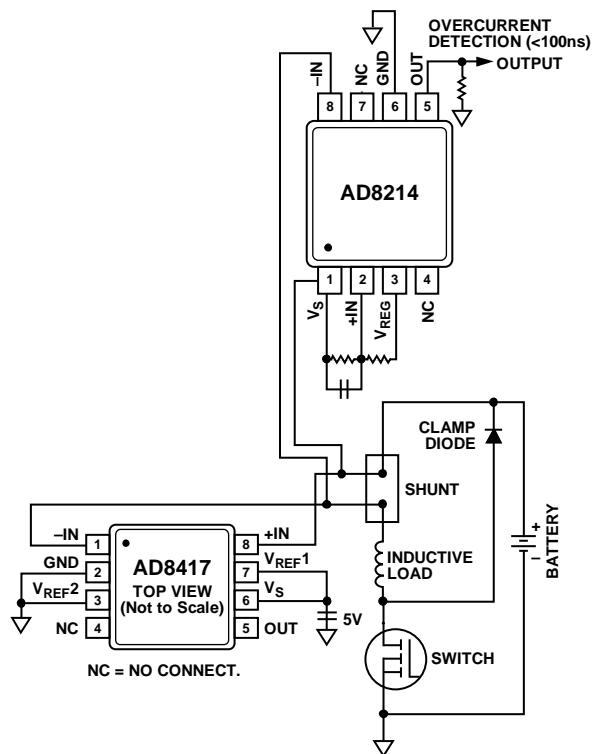 OVERCURRENT
DETECTION (<100ns)
OUTPUT
–IN
NC
GND
OUT
8
7
6
5
AD8214
1
2
3
4
VS
+IN
VREG
NC
CLAMP
DIODE
SHUNT
+
–
BATTERY
INDUCTIVE
LOAD
SWITCH
–IN
GND
VREF2
NC
1
2
3
4
AD8417
TOP VIEW
(Not to Scale)
8
7
6
5
+IN
VREF1
VS
OUT
5V
NC = NO CONNECT.